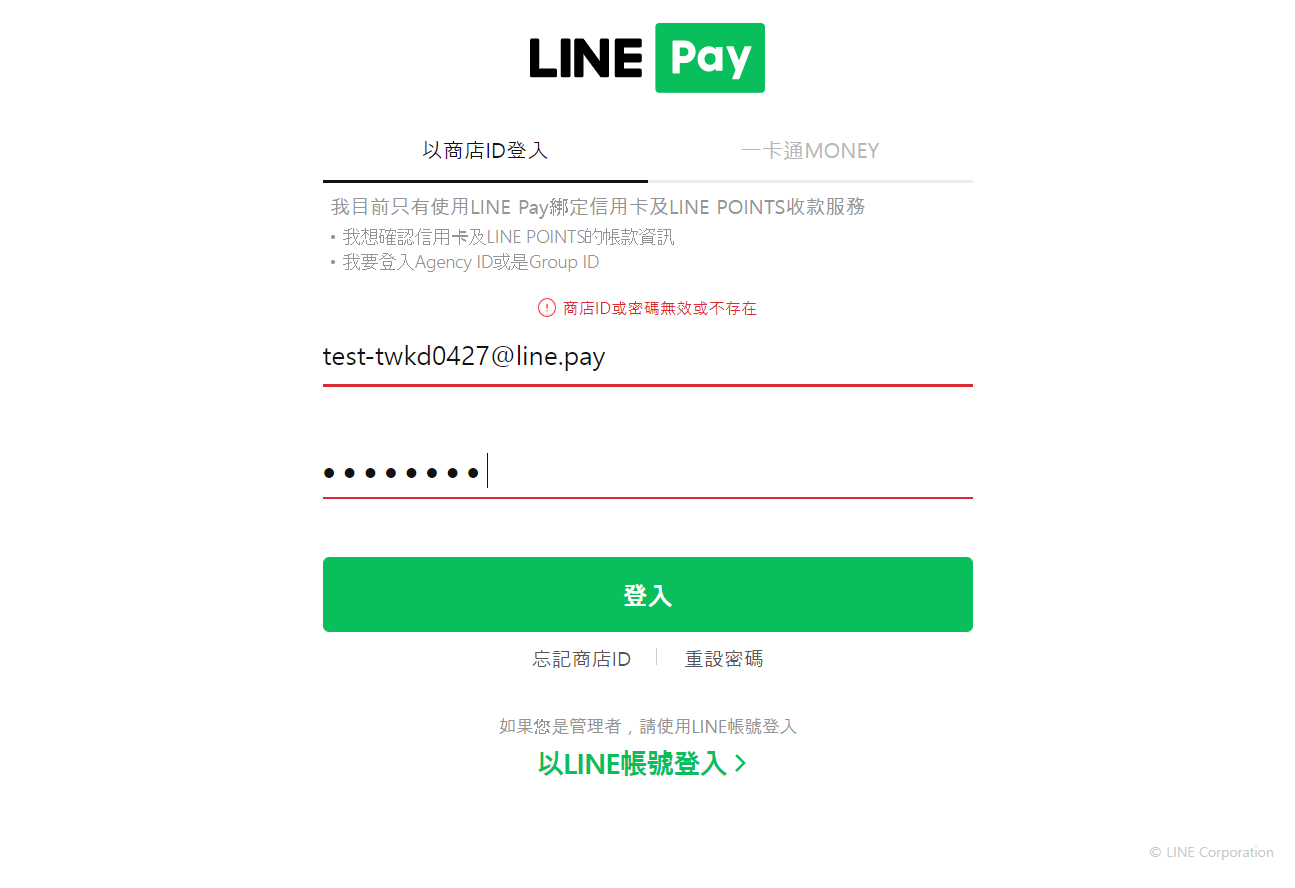 LINE Pay
以商店ID登入
一卡通MONEY
我目前只有使用LINE Pay綁定信用卡及LINE POINTS收款服務
• 我想確認信用卡及LINE POINTS的帳款資訊
• 我要登入Agency ID或是Group ID
商店ID或密碼無效或不存在
test-twkd0427@line.pay
••••••••
登入
忘記商店ID
重設密碼
如果您是管理者，請使用LINE帳號登入
以LINE帳號登入 >
© LINE Corporation